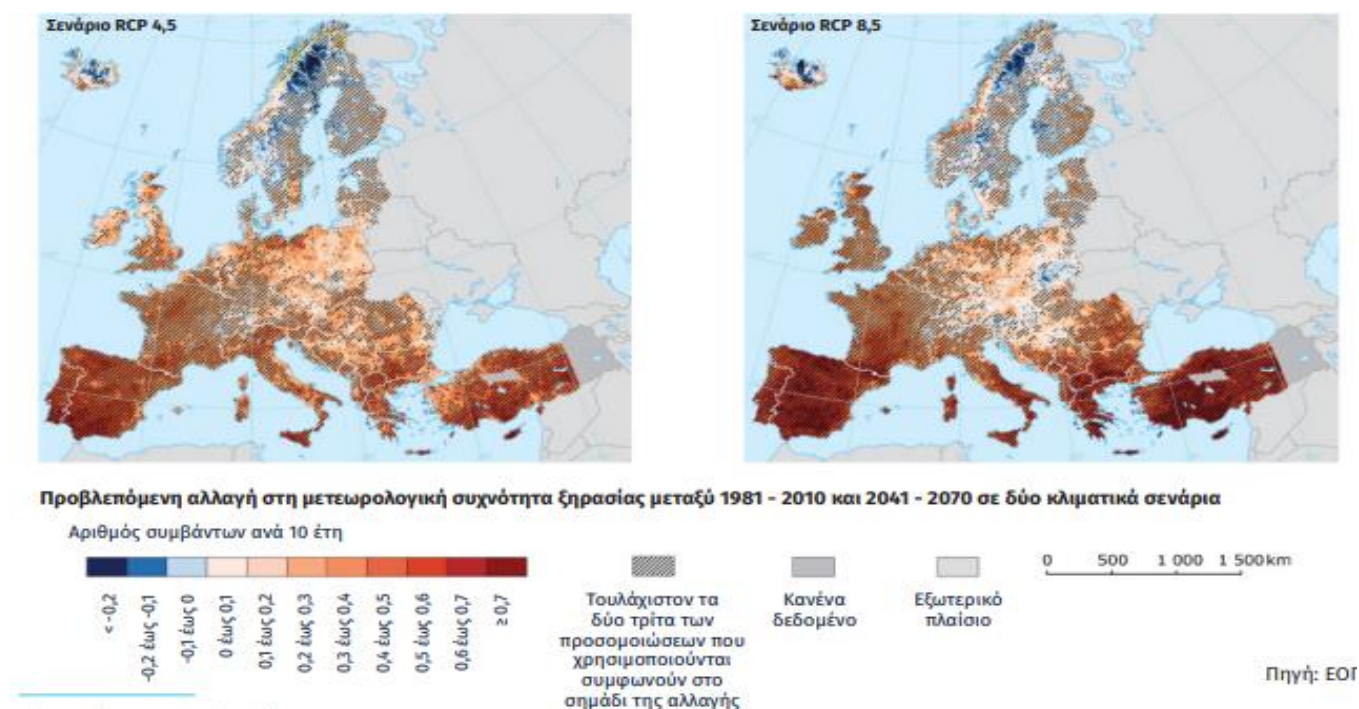 Σενάριο RCP 4,5
Σενάριο RCP 8,5
Προβλεπόμενη αλλαγή στη μετεωρολογική συχνότητα ξηρασίας μεταξύ 1981 - 2010 και 2041 - 2070 σε δύο κλιματικά σενάρια
Αριθμός συμβάντων ανά 10 έτη
< -0,2
-0,2 έως -0,1
-0,1 έως 0
0 έως 0,1
0,1 έως 0,2
0,2 έως 0,3
0,3 έως 0,4
0,4 έως 0,5
0,5 έως 0,6
0,6 έως 0,7
≥ 0,7
Τουλάχιστον τα
δύο τρίτα των
προσομοιώσεων που
χρησιμοποιούνται
συμφωνούν στο
σημάδι της αλλαγής
Κανένα
δεδομένο
Εξωτερικό
πλαίσιο
0 500 1 000 1 500 km
Πηγή: ΕΟΠ